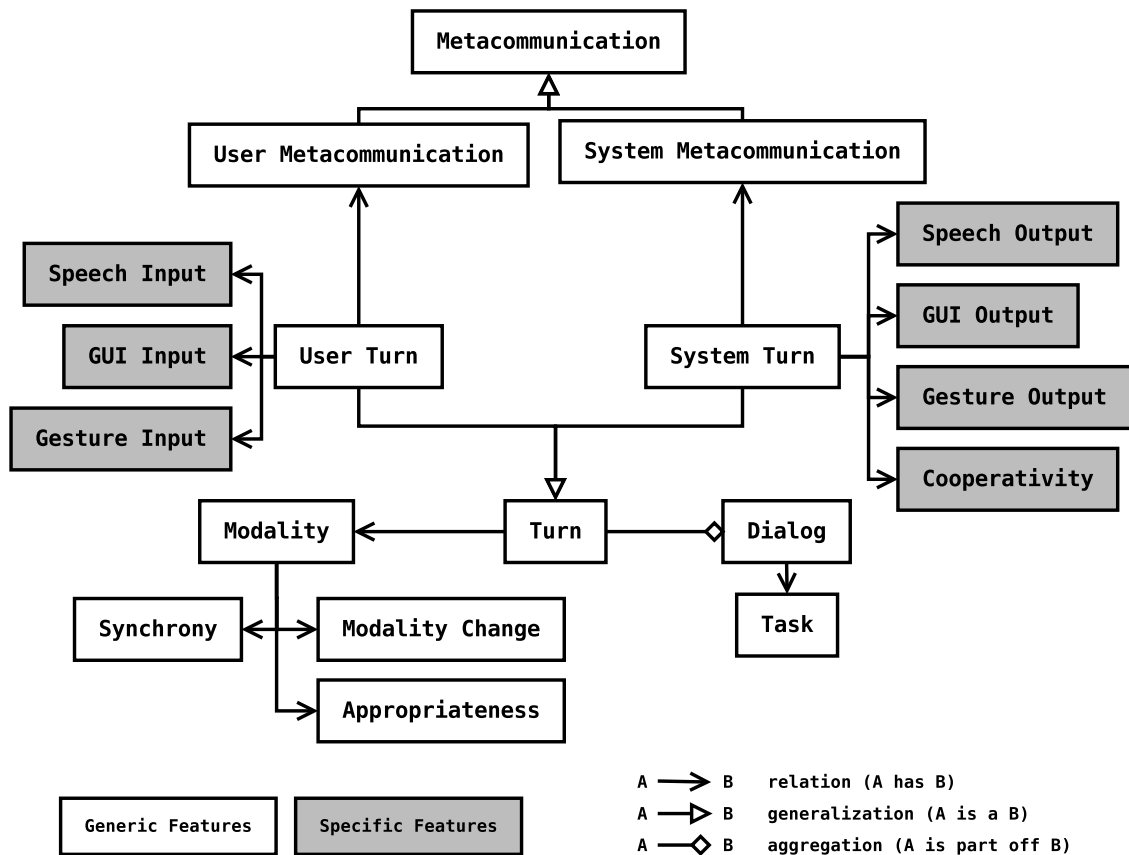 Metacommunication
User Metacommunication
System Metacommunication
Speech Output
Speech Input
GUI Output
GUI Input
User Turn
System Turn
Gesture Output
Gesture Input
Cooperativity
Modality
Turn
Dialog
Synchrony
Modality Change
Task
Appropriateness
A B relation (A has B)
Generic Features
Specific Features
A B generalization (A is a B)
A B aggregation (A is part off B)